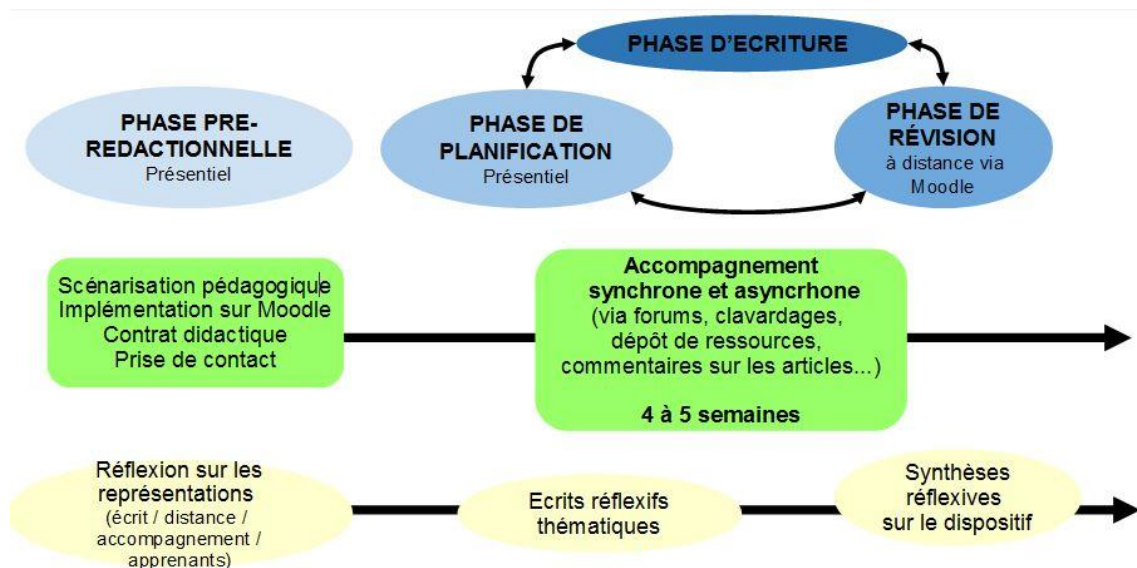 PHASE D'ECRITURE
PHASE PRE-
REDACTIONNELLE
Présentiel
PHASE DE
PLANIFICATION
Présentiel
PHASE DE
RÉVISION
à distance via
Moodle
Scénarisation pédagogique
Implémentation sur Moodle
Contrat didactique
Prise de contact
Accompagnement
synchrone et asyncrhone
(via forums, clavardages,
dépôt de ressources,
commentaires sur les articles...)
4 à 5 semaines
Réflexion sur les
représentations
(écrit / distance /
accompagnement /
apprenants)
Ecrits réflexifs
thématiques
Synthèses
réflexives
sur le dispositif